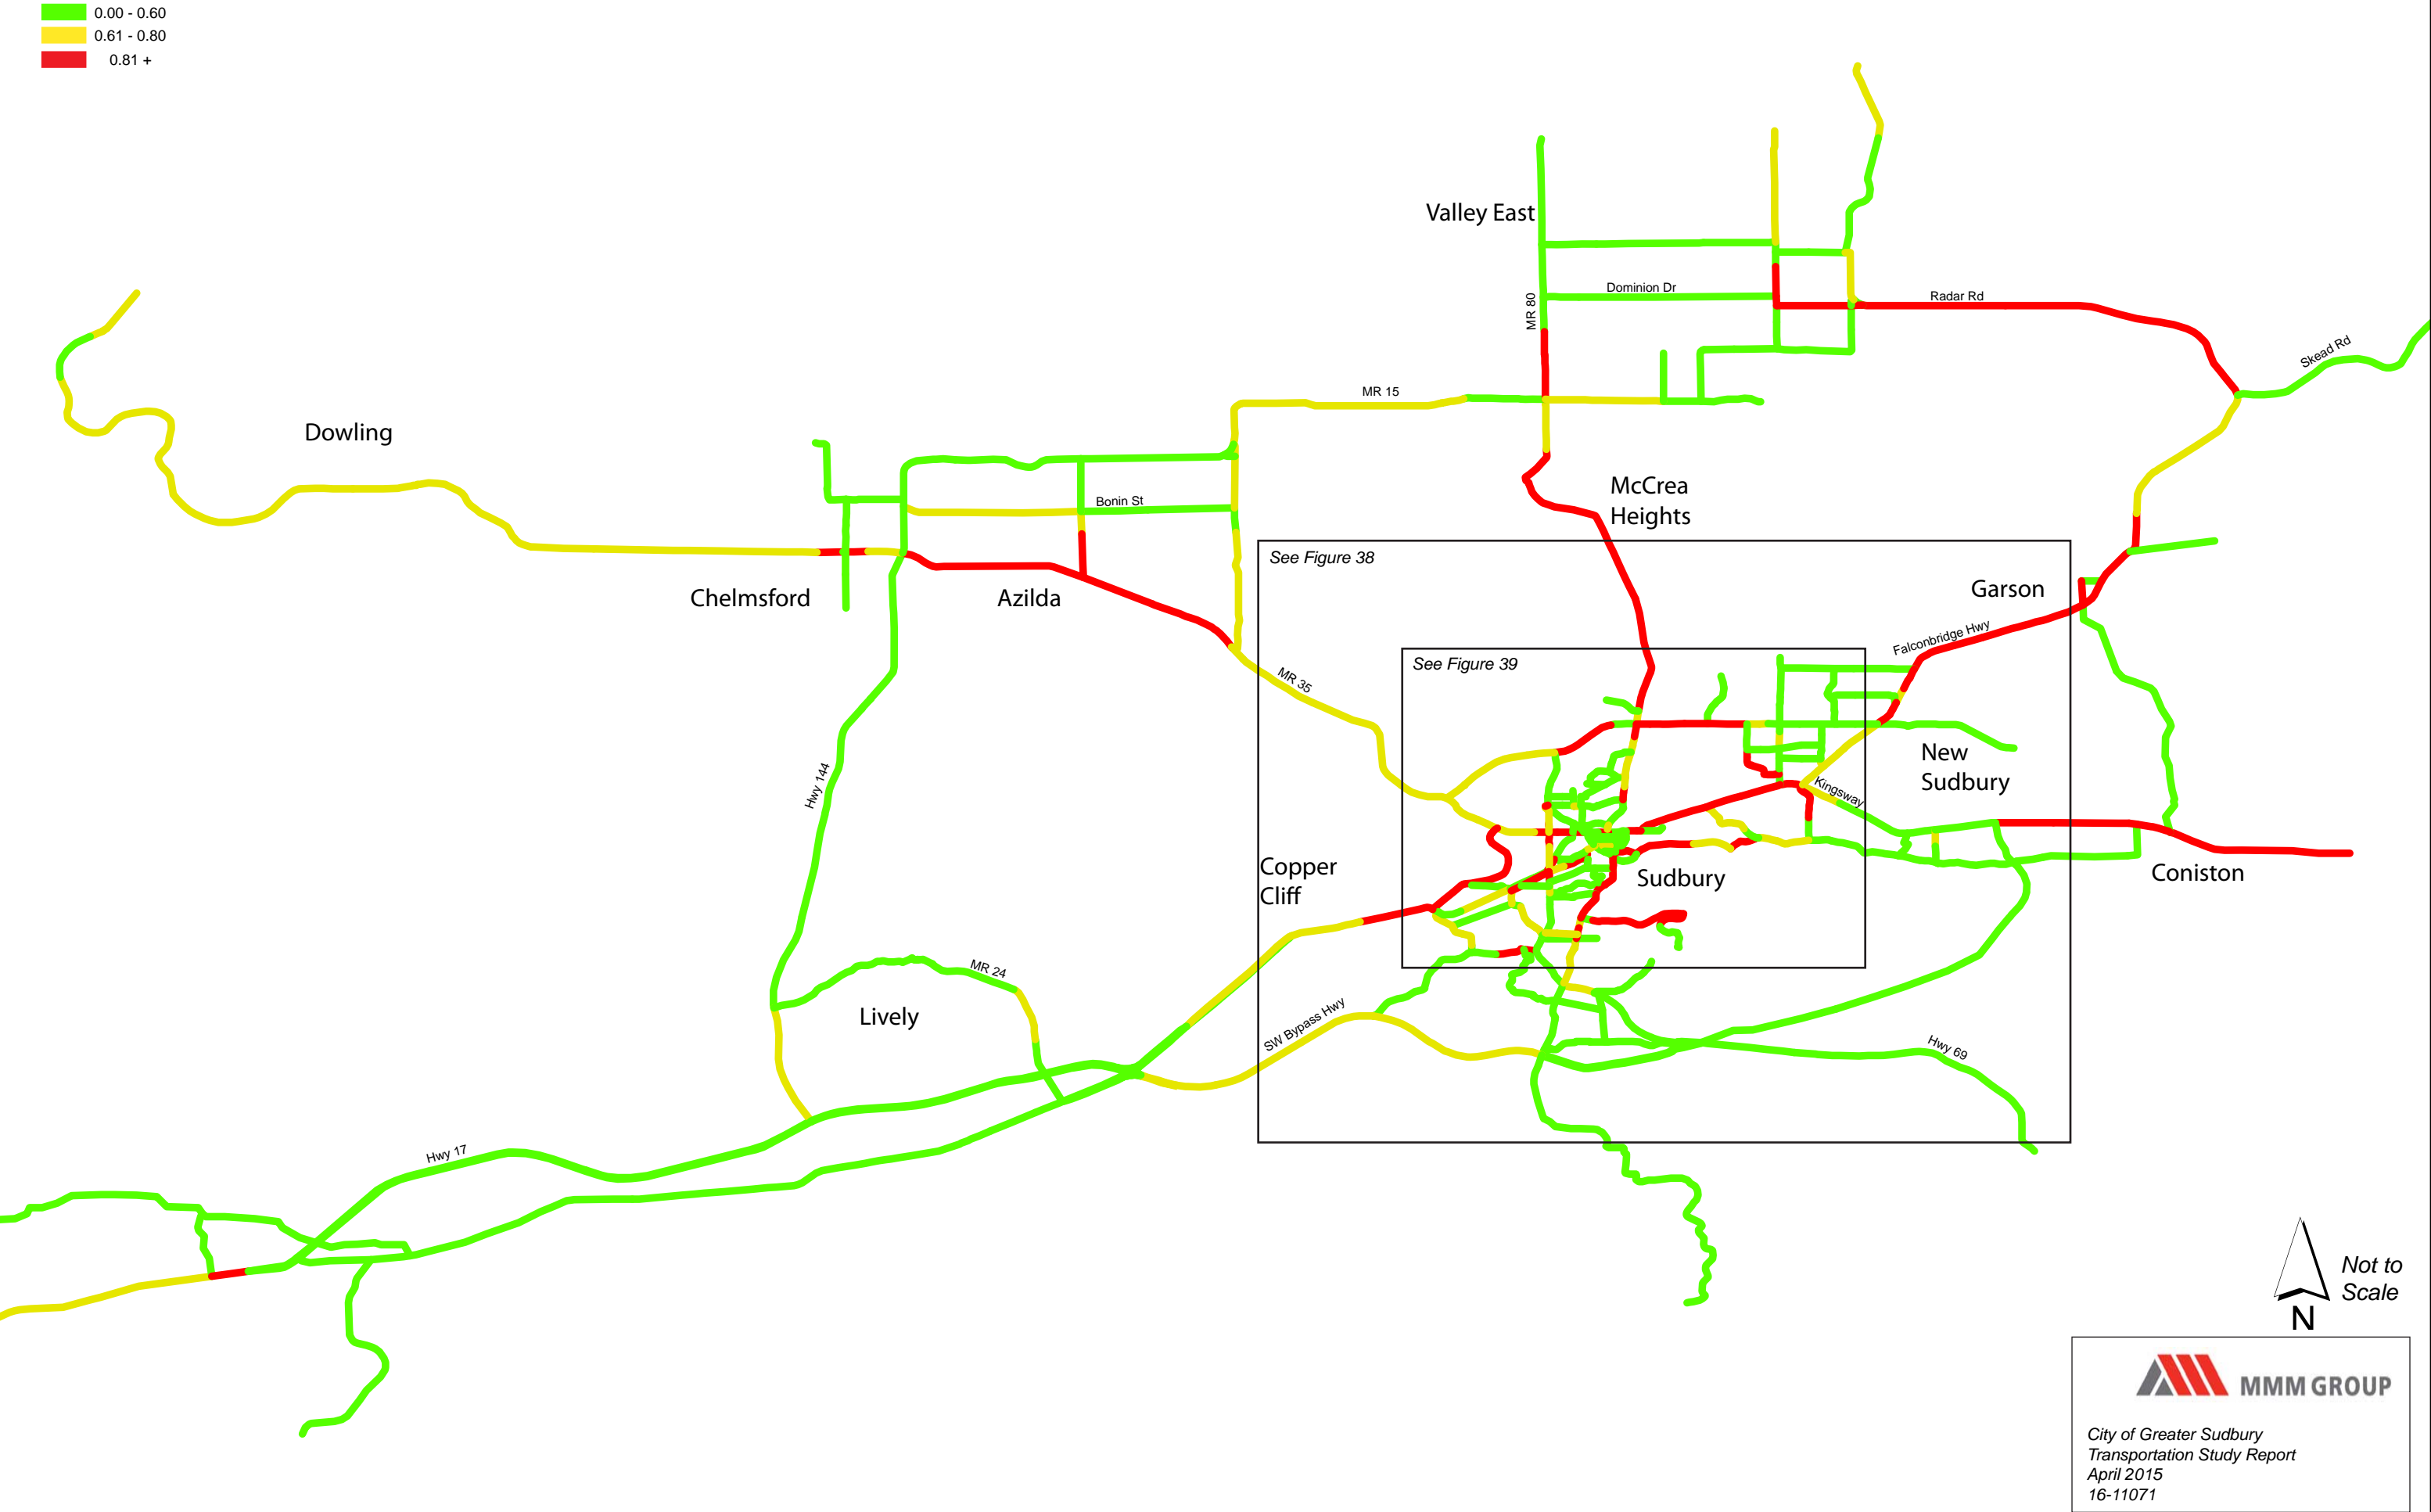 0.00 - 0.60
0.61 - 0.80
0.81 +
Valley East
Dominion Dr
MR 80
Radar Rd
Skead Rd
MR 15
Dowling
Bonin St
McCrea
Heights
See Figure 38
Chelmsford
Azilda
Garson
Falconbridge Hwy
See Figure 39
MR 35
New
Sudbury
Kingsway
Hwy 144
Copper
Cliff
Sudbury
Coniston
MR 24
Lively
SW Bypass Hwy
Hwy 69
Hwy 17
Not to
Scale
N
MMM GROUP
City of Greater Sudbury
Transportation Study Report
April 2015
16-11071